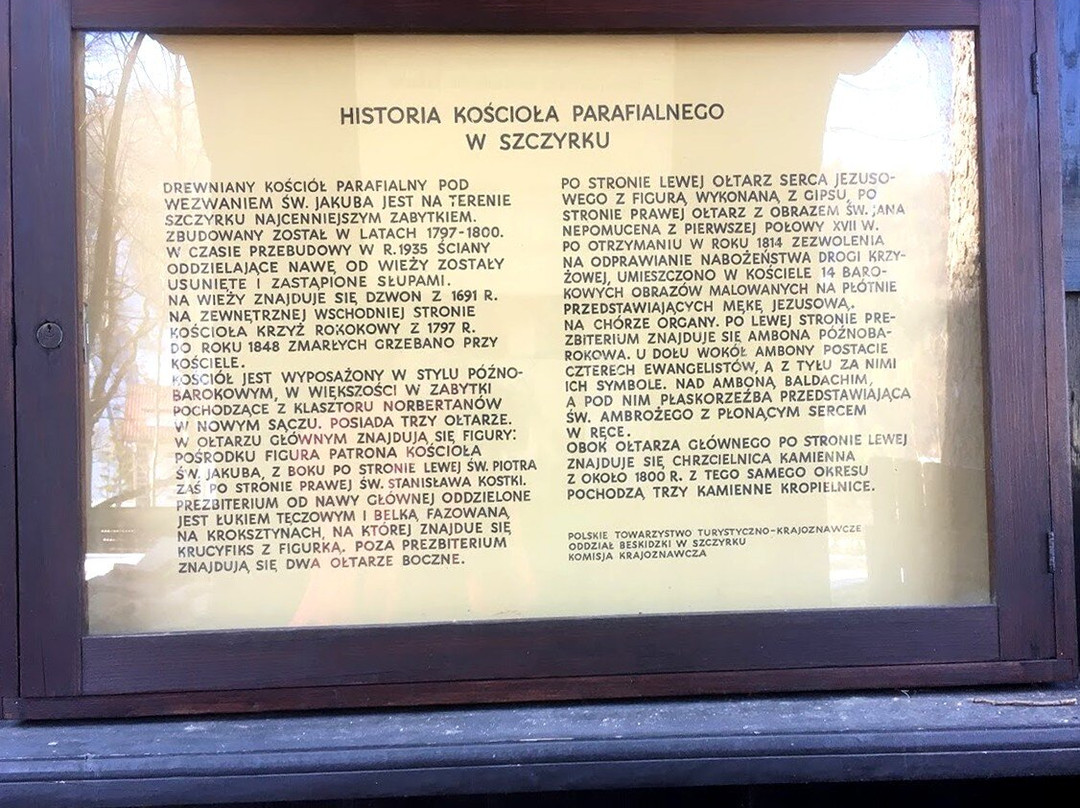 HISTORIA KOŚCIOŁA PARAFIALNEGO
W SZCZYRKU
DREWNIANY KOŚCIÓŁ PARAFIALNY POD
WEZWANIEM ŚW. JAKUBA JEST NA TERENIE
SZCZYRKU NAJCENNIEJSZYM ZABYTKIEM.
ZBUDOWANY ZOSTAŁ W LATACH 1797-1800.
W CZASIE PRZEBUDOWY W R. 1935 ŚCIANY
ODDZIELAJĄCE NAWĘ OD WIEŻY ZOSTAŁY
USUNIĘTE I ZASTĄPIONE SŁUPAMI.
NA WIEŻY ZNAJDUJE SIĘ DZWON Z 1691 R.
NA ZEWNĘTRZNEJ WSCHODNIEJ STRONIE
KOŚCIOŁA KRZYŻ ROKOKOWY Z 1797 R.
DO ROKU 1848 ZMARŁYCH GRZEBANO PRZY
KOŚCIELE.
KOŚCIÓŁ JEST WYPOSAŻONY W STYLU PÓŹNO-
BAROKOWYM, W WIĘKSZOŚCI W ZABYTKI
POCHODZĄCE Z KLASZTORU NORBERTANÓW
W NOWYM SĄCZU. POSIADA TRZY OŁTARZE.
W OŁTARZU GŁÓWNYM ZNAJDUJĄ SIĘ FIGURY:
POŚRODKU FIGURA PATRONA KOŚCIOŁA
ŚW. JAKUBA, Z BOKU PO STRONIE LEWEJ ŚW. PIOTRA
ZAŚ PO STRONIE PRAWEJ ŚW. STANISŁAWA KOSTKI.
PREZBITERIUM OD NAWY GŁÓWNEJ ODDZIELONE
JEST ŁUKIEM TĘCZOWYM I BELKĄ FAZOWANĄ
NA KROKSZTYNACH, NA KTÓREJ ZNAJDUE SIĘ
KRUCYFIKS Z FIGURKĄ. POZA PREZBITERIUM
ZNAJDUJĄ SIĘ DWA OŁTARZE BOCZNE.
PO STRONIE LEWEJ OŁTARZ SERCA JEZUSO-
WEGO Z FIGURĄ WYKONANĄ Z GIPSU, PO
STRONIE PRAWEJ OŁTARZ Z OBRAZEM ŚW. JANA
NEPOMUCENA Z PIERWSZEJ POŁOWY XVII W.
PO OTRZYMANIU W ROKU 1814 ZEZWOLENIA
NA ODPRAWIANIE NABOŻEŃSTWA DROGI KRZY-
ŻOWEJ, UMIESZCZONO W KOŚCIELE 14 BARO-
KOWYCH OBRAZÓW MALOWANYCH NA PŁÓTNIE
PRZEDSTAWIAJĄCYCH MĘKĘ JEZUSOWĄ.
NA CHÓRZE ORGANY. PO LEWEJ STRONIE PRE-
ZBITERIUM ZNAJDUJE SIĘ AMBONA PÓŹNOBA-
ROKOWA. U DOŁU WOKÓŁ AMBONY POSTACIE
CZTERECH EWANGELISTÓW, A Z TYŁU ZA NIMI
ICH SYMBOLE. NAD AMBONĄ BALDACHIM,
A POD NIM PŁASKORZEŹBA PRZEDSTAWIAJĄCA
ŚW. AMBROŻEGO Z PŁONĄCYM SERCEM
W RĘCE.
OBOK OŁTARZA GŁÓWNEGO PO STRONIE LEWEJ
ZNAJDUJE SIĘ CHRZCIELNICA KAMIENNA
Z OKOŁO 1800 R. Z TEGO SAMEGO OKRESU
POCHODZĄ TRZY KAMIENNE KROPIELNICE.
POLSKIE TOWARZYSTWO TURYSTYCZNO-KRAJOZNAWCZE
ODDZIAŁ BESKIDZKI W SZCZYRKU
KOMISJA KRAJOZNAWCZA